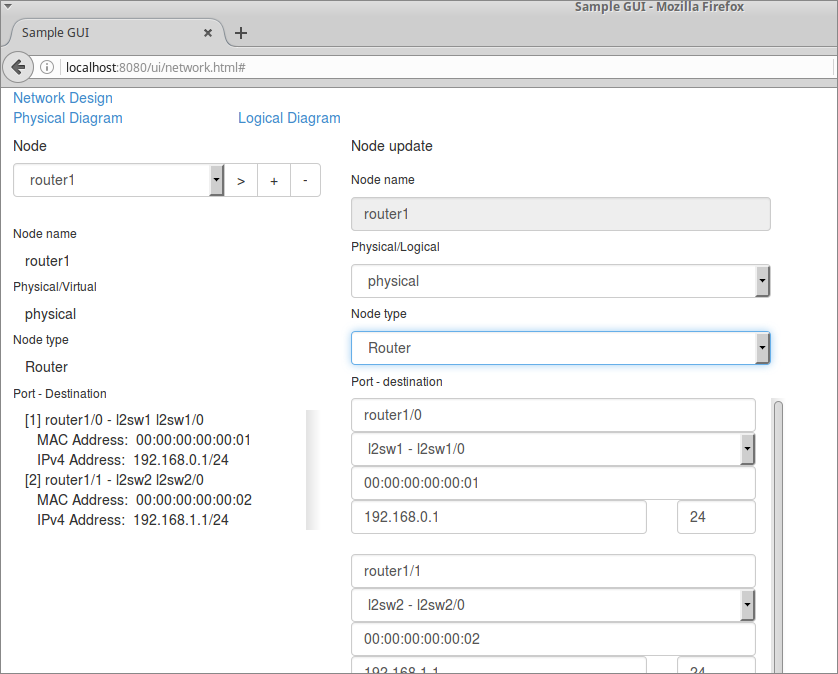 Sample GUI - Mozilla Firefox
Sample GUI
localhost:8080/ui/network.html#
Network Design
Physical Diagram Logical Diagram
Node
router1 > + -
Node name
router1
Physical/Virtual
physical
Node type
Router
Port - Destination
[1] router1/0 - l2sw1 l2sw1/0
MAC Address: 00:00:00:00:00:01
IPv4 Address: 192.168.0.1/24
[2] router1/1 - l2sw2 l2sw2/0
MAC Address: 00:00:00:00:00:02
IPv4 Address: 192.168.1.1/24
Node update
Node name
router1
Physical/Logical
physical
Node type
Router
Port - destination
router1/0
l2sw1 - l2sw1/0
00:00:00:00:00:01
192.168.0.1 24
router1/1
l2sw2 - l2sw2/0
00:00:00:00:00:02
192.168.1.1 24